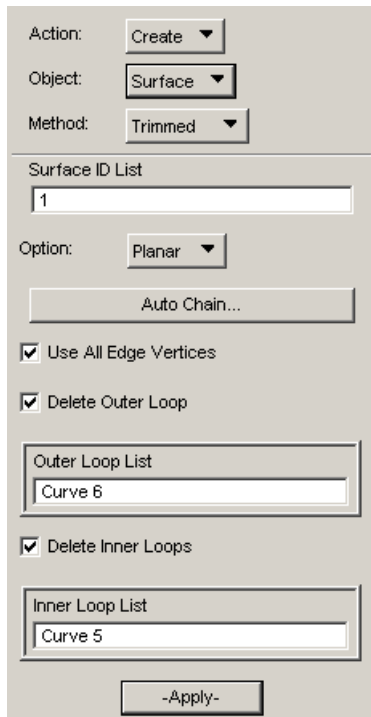 Action: Create
Object: Surface
Method: Trimmed
Surface ID List
1
Option: Planar
Auto Chain...
Use All Edge Vertices
Delete Outer Loop
Outer Loop List
Curve 6
Delete Inner Loops
Inner Loop List
Curve 5
-Apply-